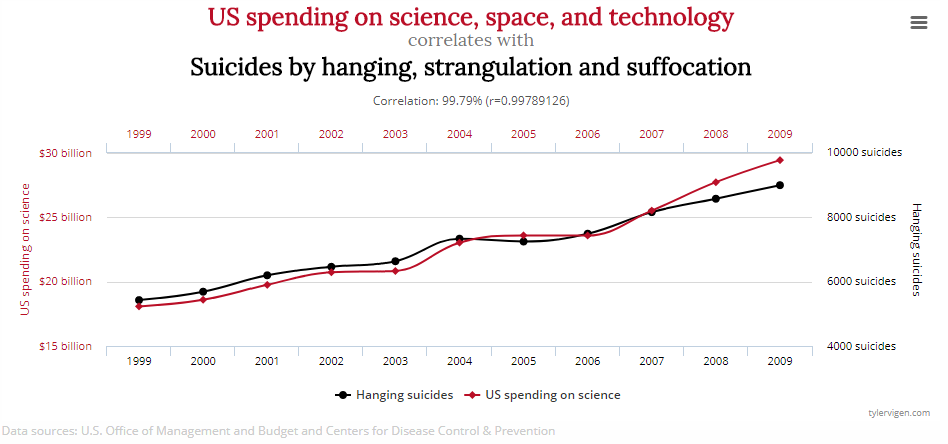 US spending on science, space, and technology
correlates with
Suicides by hanging, strangulation and suffocation
Correlation: 99.79% (r=0.99789126)
1999 2000 2001 2002 2003 2004 2005 2006 2007 2008 2009
$30 billion 10000 suicides
$25 billion 8000 suicides
$20 billion 6000 suicides
$15 billion 4000 suicides
US spending on science
Hanging suicides
1999 2000 2001 2002 2003 2004 2005 2006 2007 2008 2009
Hanging suicides US spending on science
tylervigen.com
Data sources: U.S. Office of Management and Budget and Centers for Disease Control & Prevention